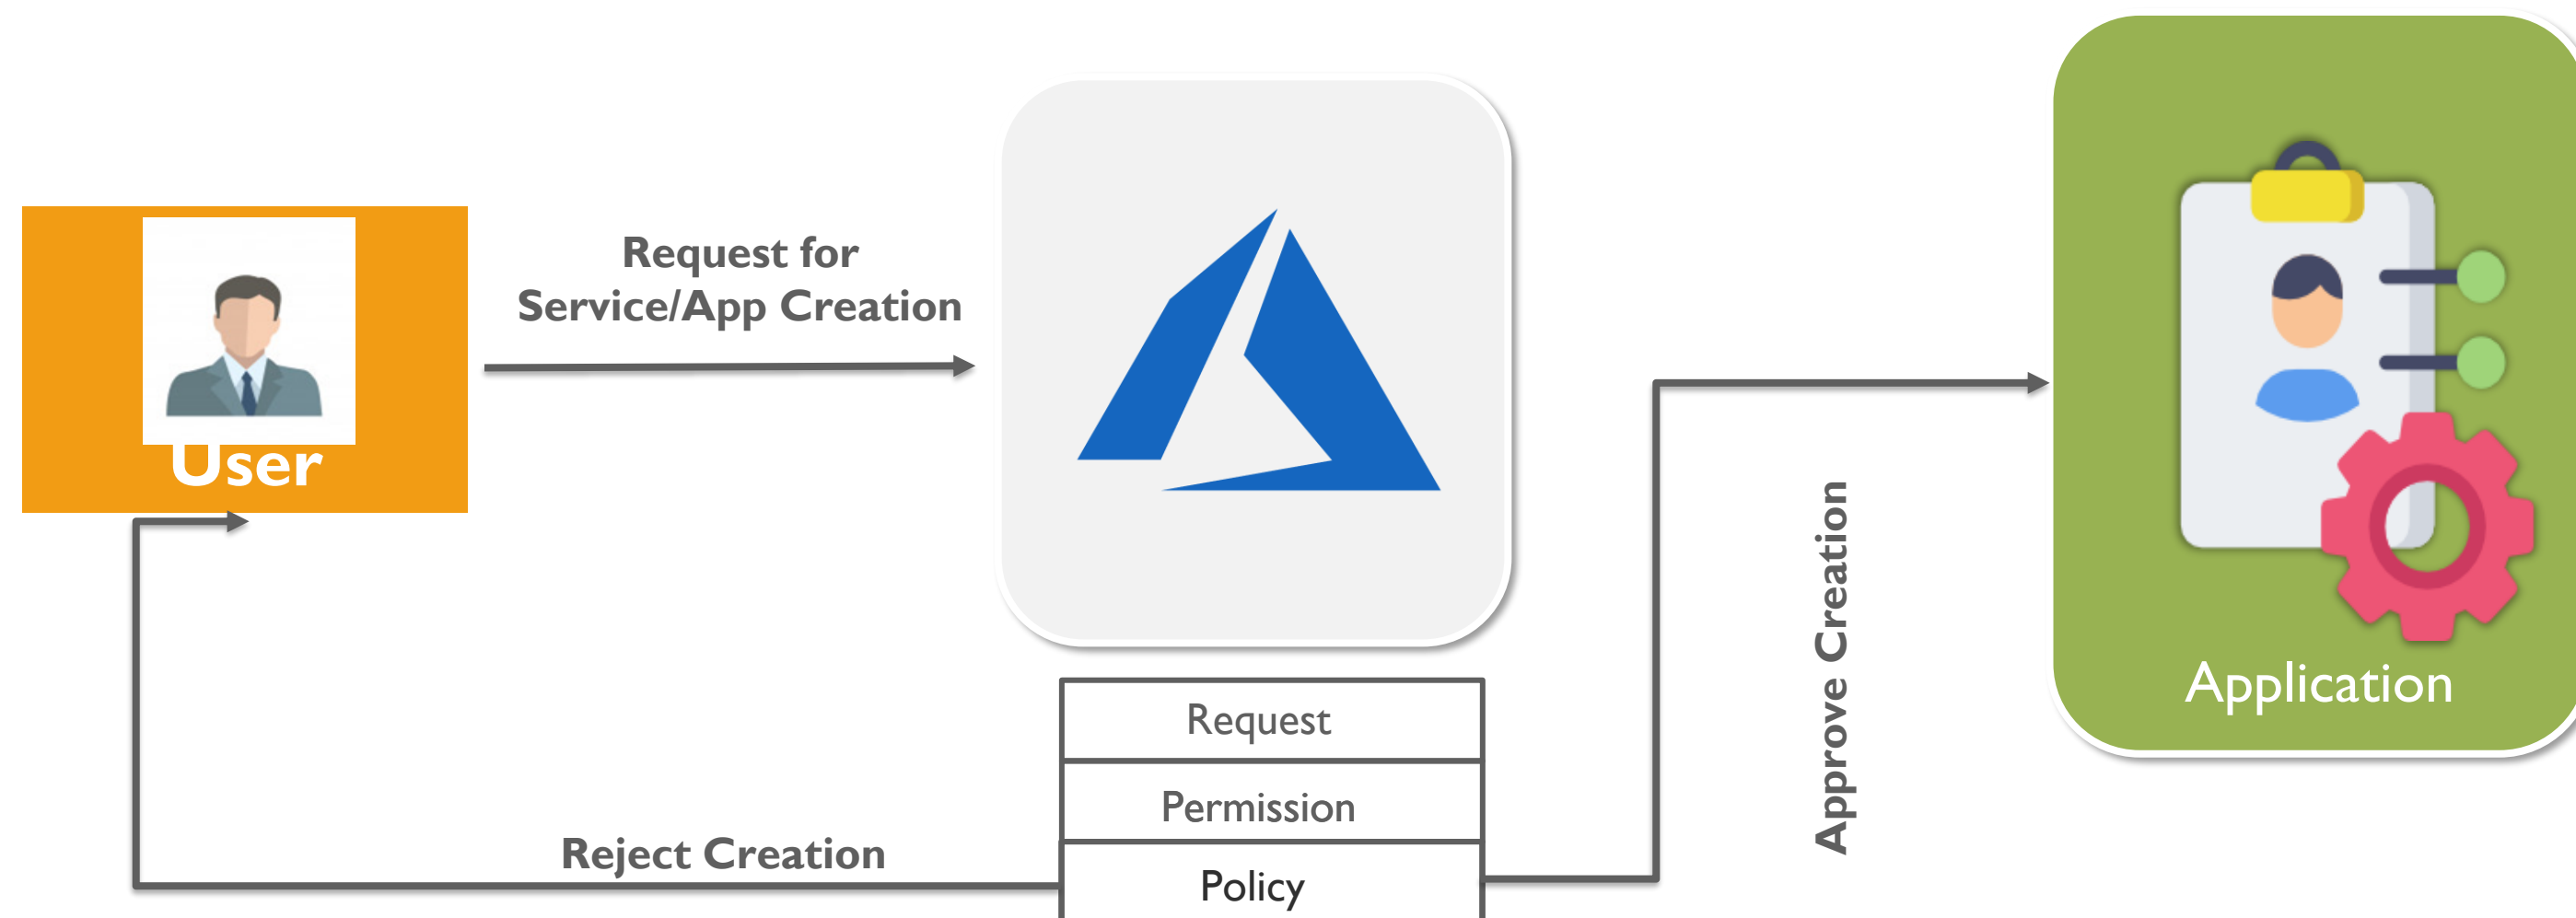 User
Request for
Service/App Creation
Request
Permission
Policy
Reject Creation
Approve Creation
Application